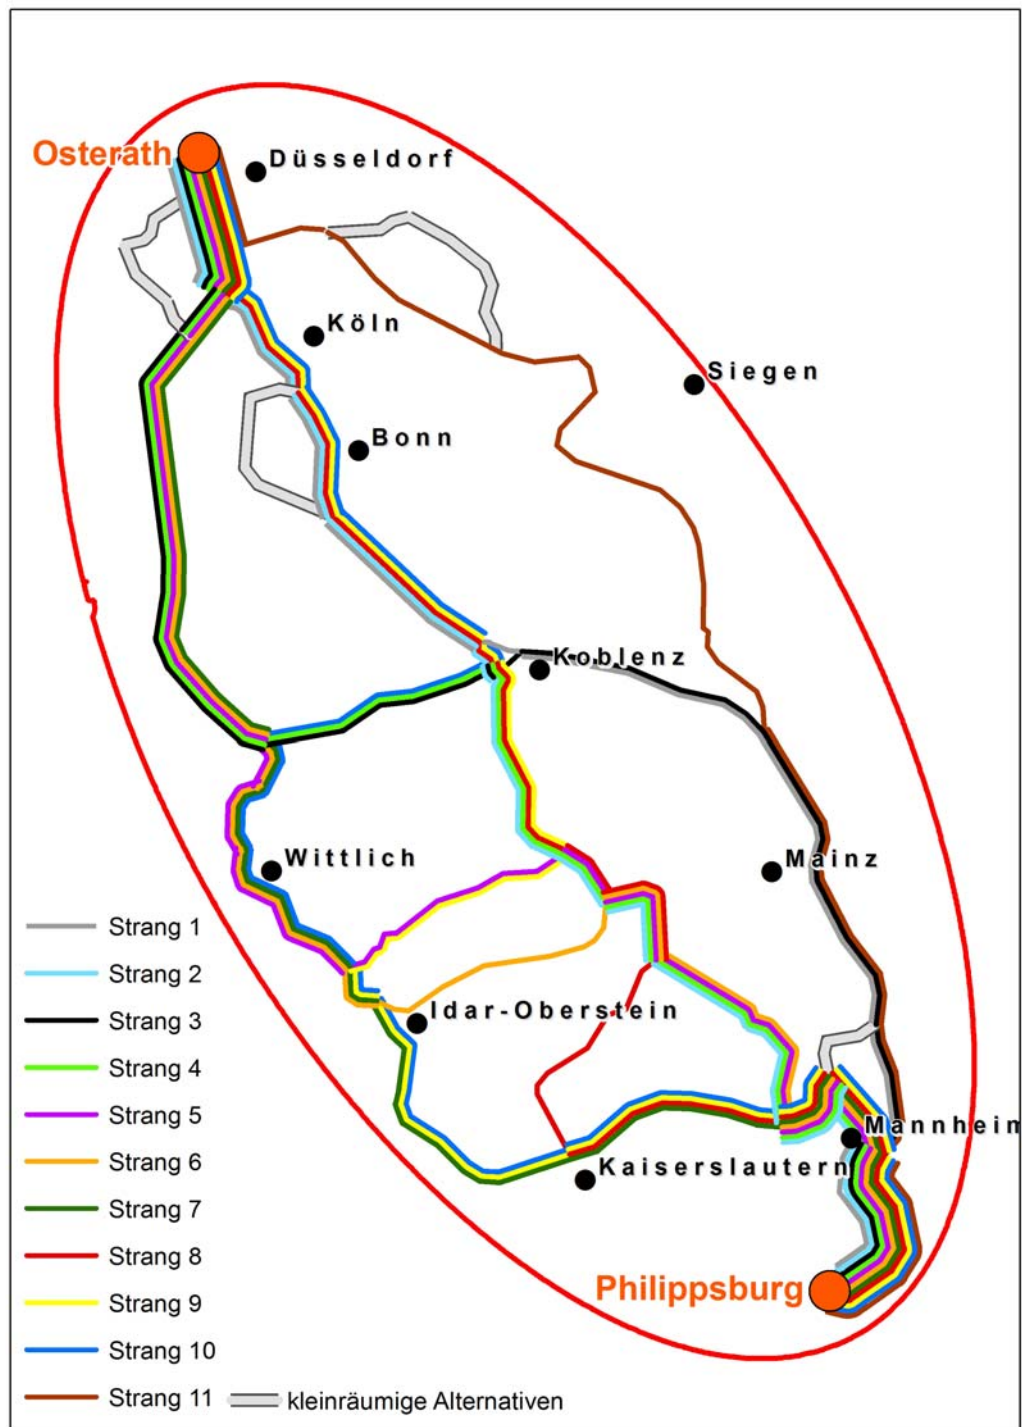 Osterath
Düsseldorf
Köln
Siegen
Bonn
Koblenz
Wittlich
Mainz
Idar-Oberstein
Mannheim
Kaiserslautern
Philippsburg
Strang 1
Strang 2
Strang 3
Strang 4
Strang 5
Strang 6
Strang 7
Strang 8
Strang 9
Strang 10
Strang 11
kleinräumige Alternativen